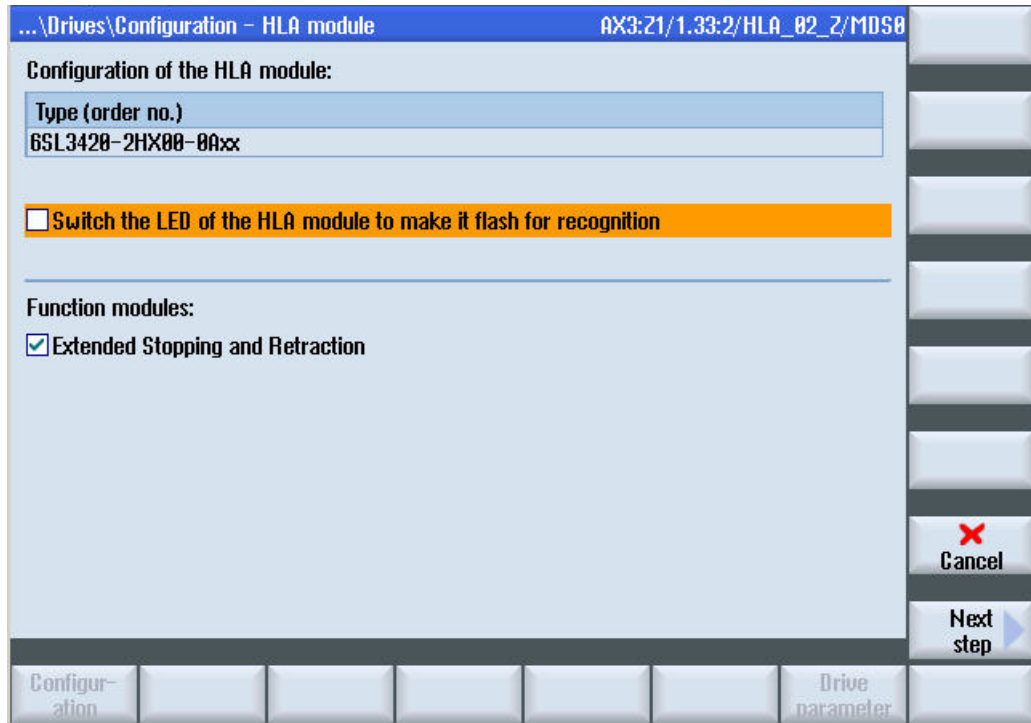 ...\Drives\Configuration - HLA module AX3:Z1/1.33:2/HLA_02_Z/MDS0
Configuration of the HLA module:
Type (order no.)
6SL3420-2HX00-0Axx
Switch the LED of the HLA module to make it flash for recognition
Function modules:
Extended Stopping and Retraction
Cancel
Next
step
Configur-
ation
Drive
parameter